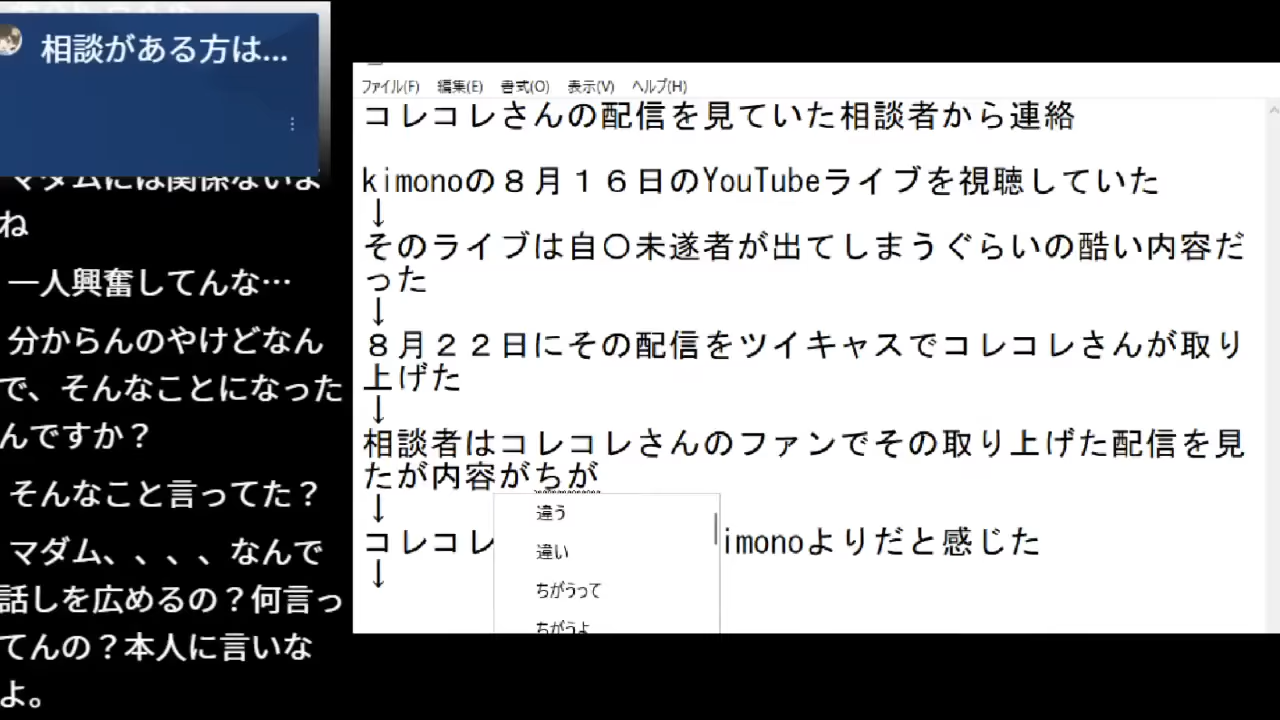 相談がある方は...
マダムには関係ないよ
ね
一人興奮してんな…
分からんのやけどなん
で、そんなことになった
んですか？
そんなこと言ってた？
マダム、、、、なんで
話しを広めるの？何言っ
てんの？本人に言いな
よ。
ファイル(F) 編集(E) 書式(O) 表示(V) ヘルプ(H)
コレコレさんの配信を見ていた相談者から連絡
kimonoの８月１６日のYouTubeライブを視聴していた
↓
そのライブは自〇未遂者が出てしまうぐらいの酷い内容だ
った
↓
８月２２日にその配信をツイキャスでコレコレさんが取り
上げた
↓
相談者はコレコレさんのファンでその取り上げた配信を見
たが内容がちが
↓
コレコレ
imonoよりだと感じた
↓
違う
違い
ちがうって
ちがうよ